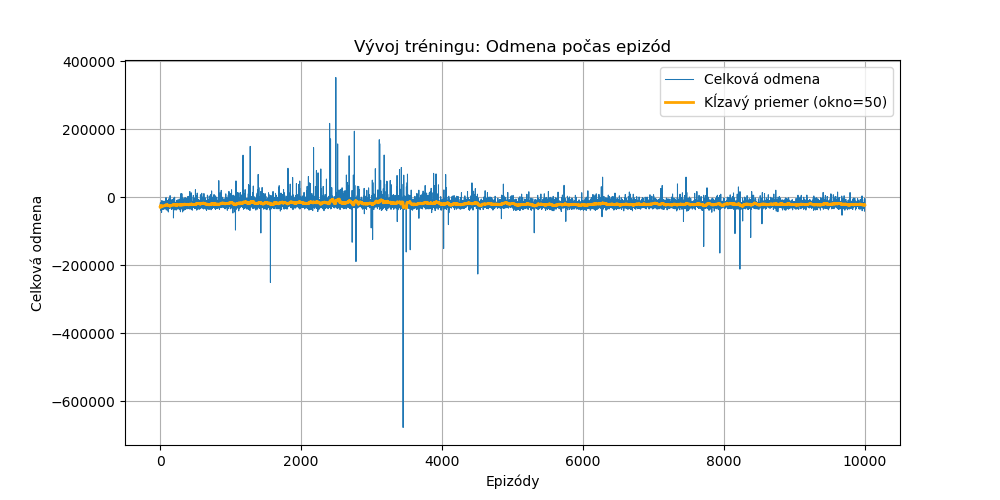 Vývoj tréningu: Odmena počas epizód
Celková odmena
Kĺzavý priemer (okno=50)
400000
200000
0
−200000
−400000
−600000
Celková odmena
0
2000
4000
6000
8000
10000
Epizódy